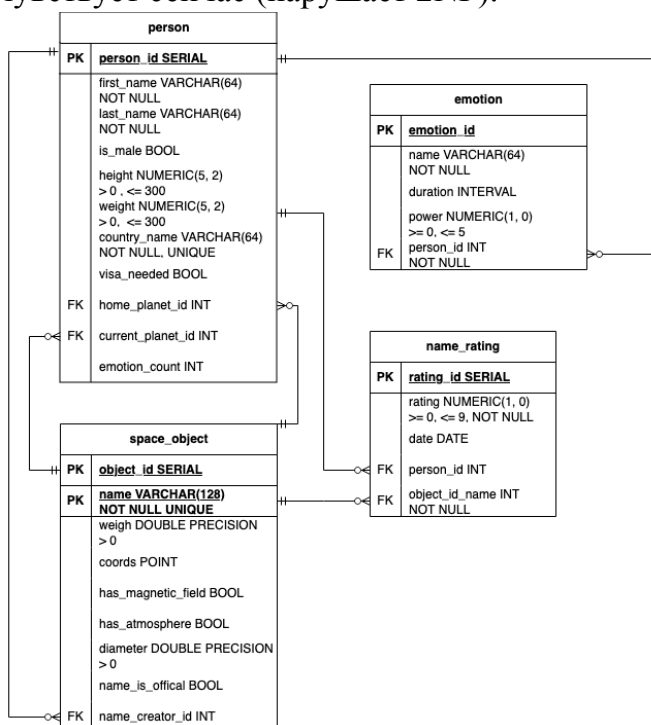 сейчас (нарушает 2NF).
person
PK person_id SERIAL
first_name VARCHAR(64)
NOT NULL
last_name VARCHAR(64)
NOT NULL
is_male BOOL
height NUMERIC(5, 2)
> 0 , <= 300
weight NUMERIC(5, 2)
> 0, <= 300
country_name VARCHAR(64)
NOT NULL, UNIQUE
visa_needed BOOL
FK home_planet_id INT
FK current_planet_id INT
emotion_count INT
emotion
PK emotion_id
name VARCHAR(64)
NOT NULL
duration INTERVAL
power NUMERIC(1, 0)
>= 0, <= 5
FK person_id INT
NOT NULL
name_rating
PK rating_id SERIAL
rating NUMERIC(1, 0)
>= 0, <= 9, NOT NULL
date DATE
FK person_id INT
FK object_id_name INT
NOT NULL
space_object
PK object_id SERIAL
PK name VARCHAR(128)
NOT NULL UNIQUE
weigh DOUBLE PRECISION
> 0
coords POINT
has_magnetic_field BOOL
has_atmosphere BOOL
diameter DOUBLE PRECISION
> 0
name_is_offical BOOL
FK name_creator_id INT